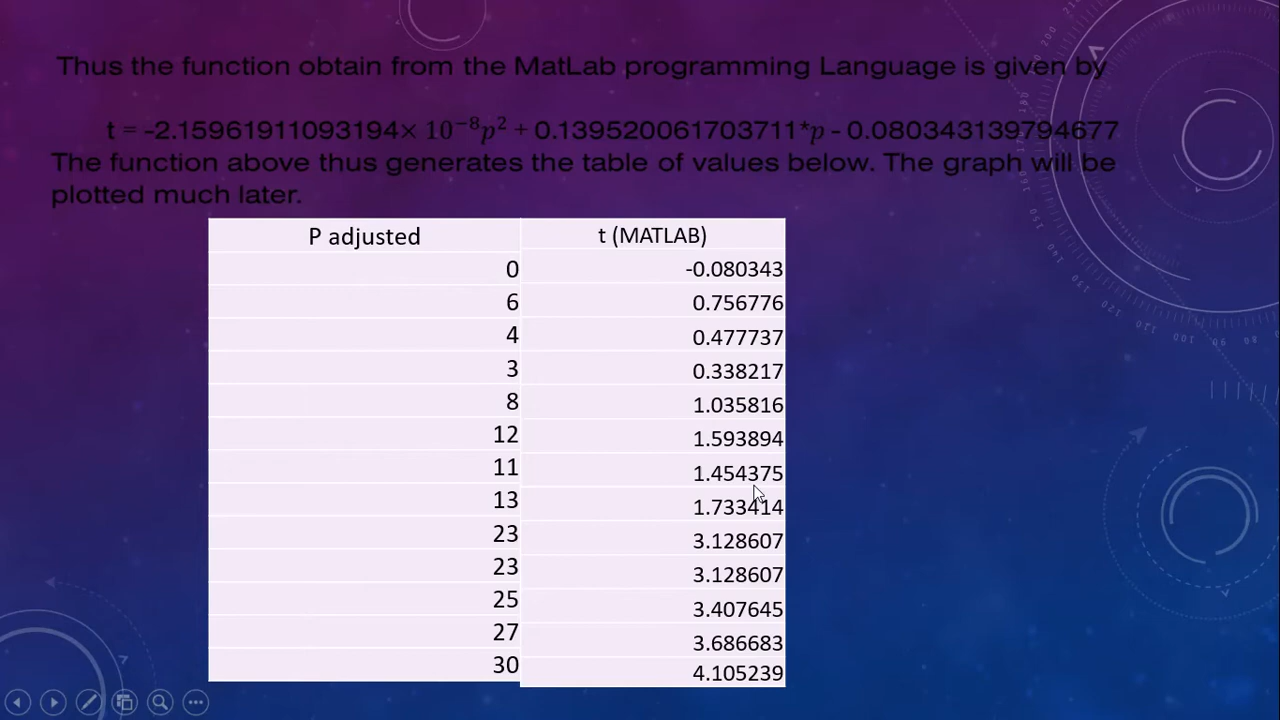 Thus the function obtain from the MatLab programming Language is given by
t = -2.15961911093194× 10⁻⁸p² + 0.139520061703711*p - 0.080343139794677
The function above thus generates the table of values below. The graph will be
plotted much later.
P adjusted t (MATLAB)
0 -0.080343
6 0.756776
4 0.477737
3 0.338217
8 1.035816
12 1.593894
11 1.454375
13 1.733414
23 3.128607
23 3.128607
25 3.407645
27 3.686683
30 4.105239